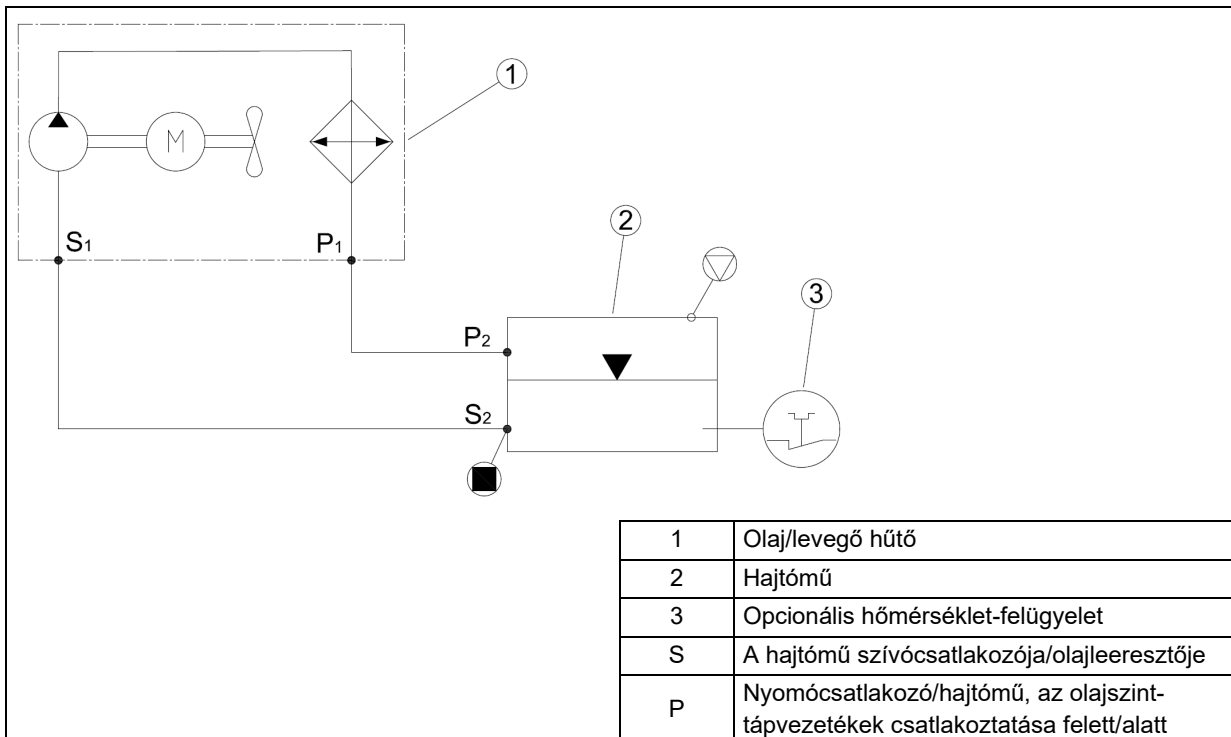 1
M
S1
P1
2
3
P2
S2
1 Olaj/levegő hűtő
2 Hajtómű
3 Opcionális hőmérséklet-felügyelet
S A hajtómű szívócsatlakozója/olajleeresztője
P Nyomócsatlakozó/hajtómű, az olajszint-
tápvezetékek csatlakoztatása felett/alatt